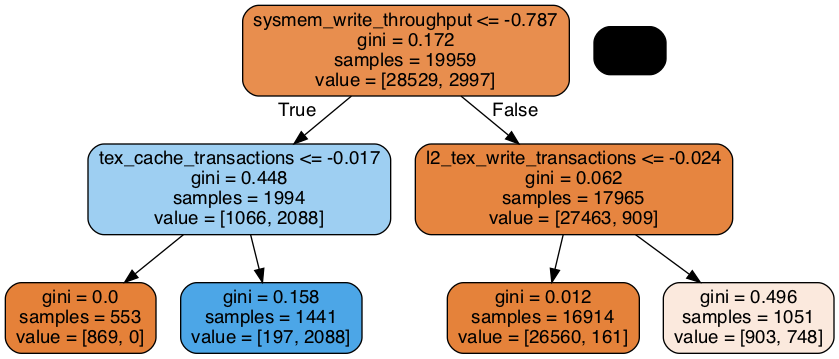 sysmem_write_throughput <= -0.787
gini = 0.172
samples = 19959
value = [28529, 2997]
True
False
tex_cache_transactions <= -0.017
gini = 0.448
samples = 1994
value = [1066, 2088]
l2_tex_write_transactions <= -0.024
gini = 0.062
samples = 17965
value = [27463, 909]
gini = 0.0
samples = 553
value = [869, 0]
gini = 0.158
samples = 1441
value = [197, 2088]
gini = 0.012
samples = 16914
value = [26560, 161]
gini = 0.496
samples = 1051
value = [903, 748]